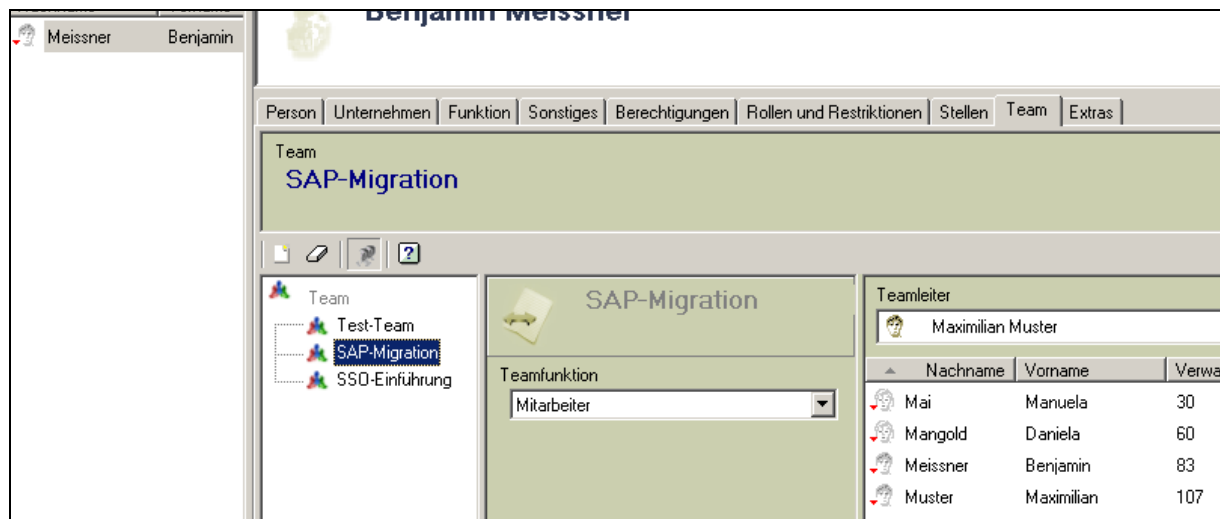 Benjamin Meissner
Meissner Benjamin
Person Unternehmen Funktion Sonstiges Berechtigungen Rollen und Restriktionen Stellen Team Extras
Team
SAP-Migration
Team
Test-Team
SAP-Migration
SSO-Einführung
SAP-Migration
Teamfunktion
Mitarbeiter
Teamleiter
Maximilian Muster
Nachname Vorname Verwa
Mai Manuela 30
Mangold Daniela 60
Meissner Benjamin 83
Muster Maximilian 107